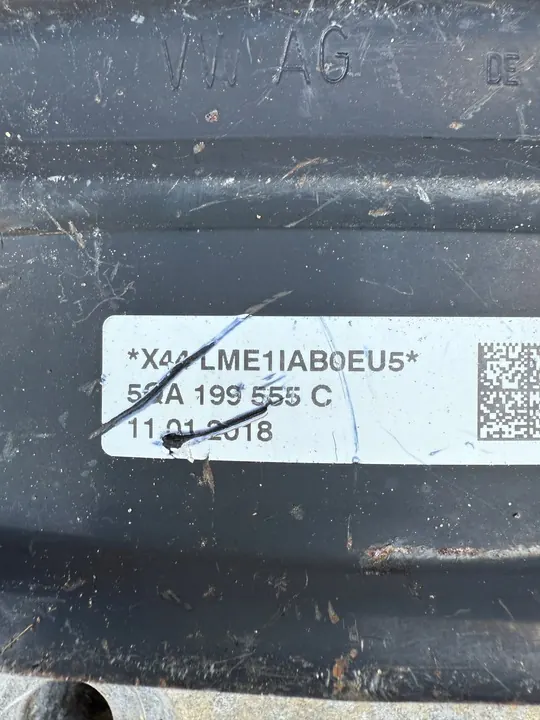 VW AG
DE
*X44-LME1IAB0EU5*
5QA 199 555 C
11.01.2018